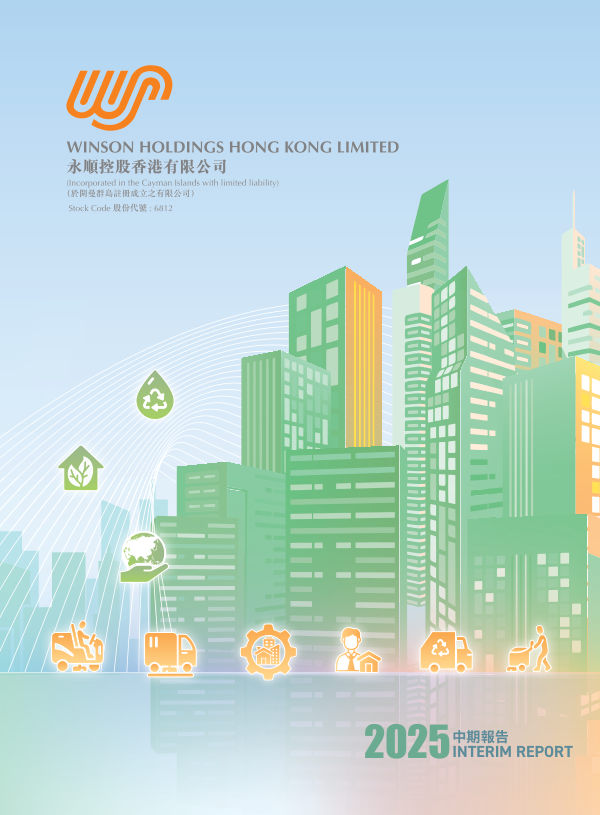 WINSON HOLDINGS HONG KONG LIMITED
永順控股香港有限公司
(Incorporated in the Cayman Islands with limited liability)
(於開曼群島註冊成立之有限公司)
Stock Code 股份代號 : 6812
2025 中期報告
INTERIM REPORT